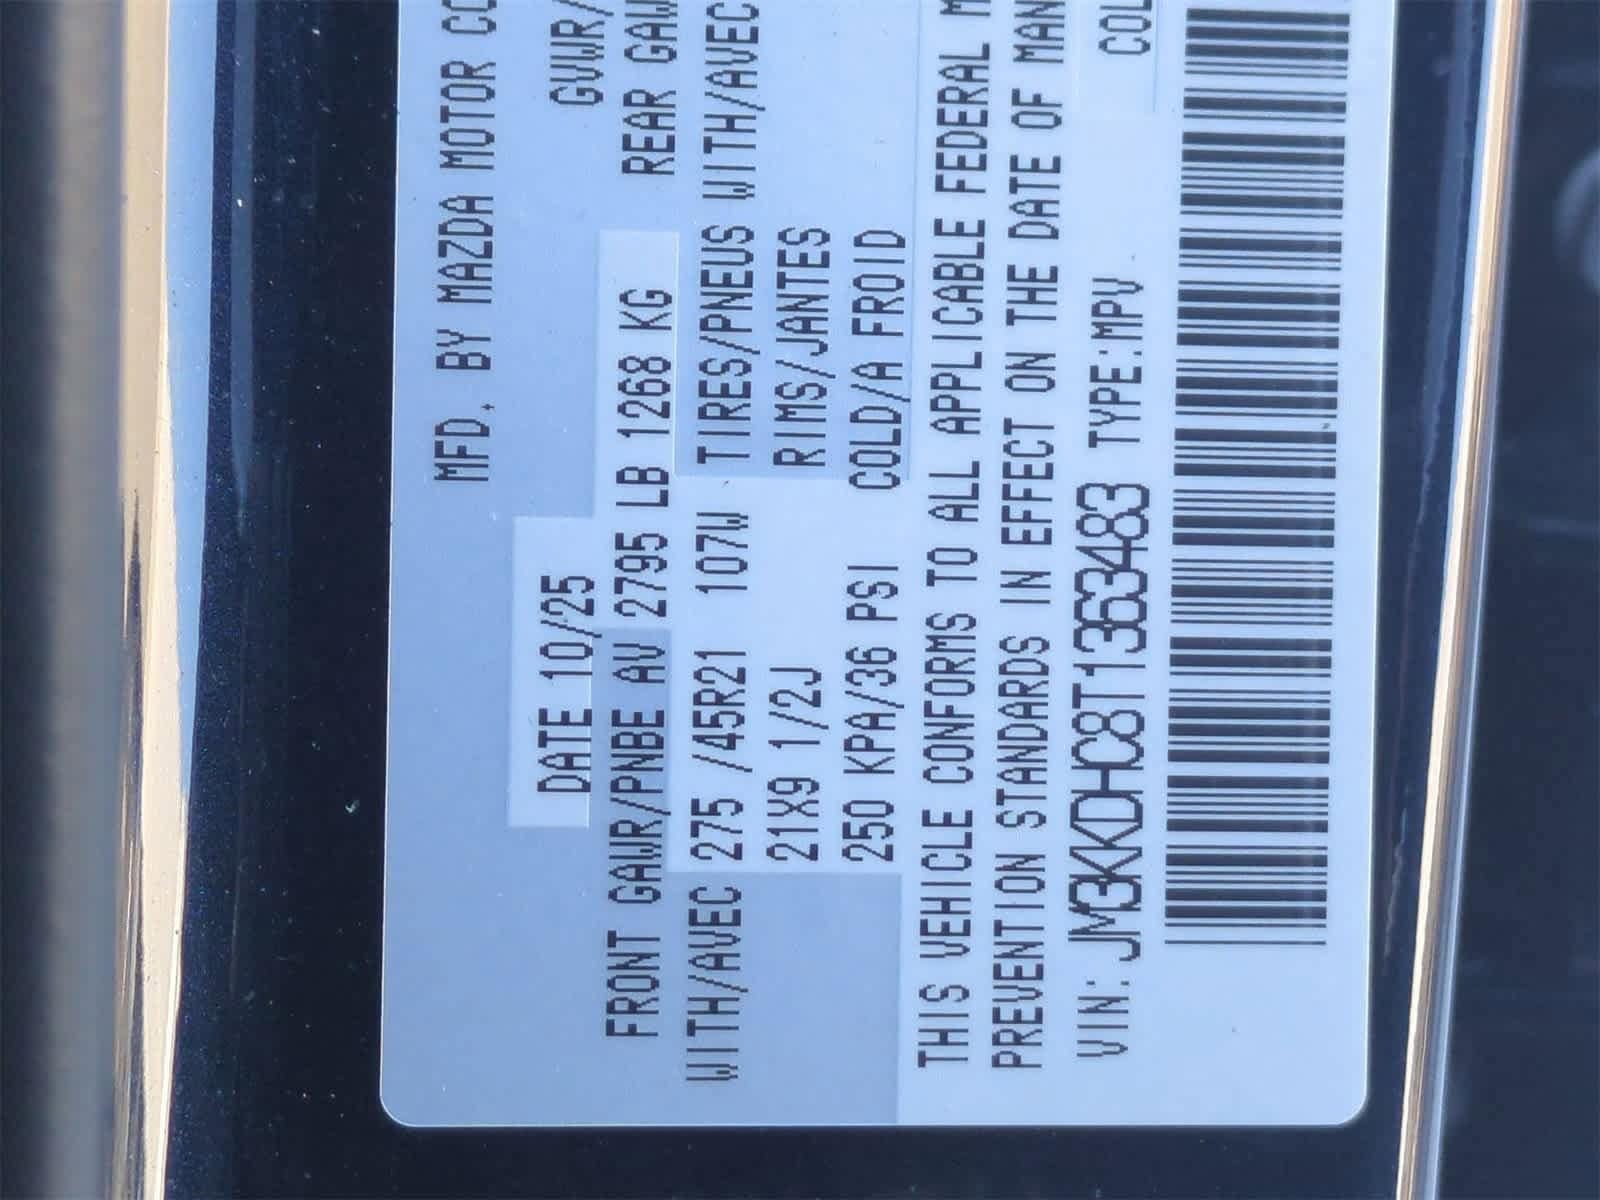 MFD. BY MAZDA MOTOR CO
DATE 10/25 GVWR/
FRONT GAWR/PNBE AV 2795 LB 1268 KG REAR GAW
WITH/AVEC 275 /45R21 107W TIRES/PNEUS WITH/AVEC
21X9 1/2J RIMS/JANTES
250 KPA/36 PSI COLD/A FROID
THIS VEHICLE CONFORMS TO ALL APPLICABLE FEDERAL M
PREVENTION STANDARDS IN EFFECT ON THE DATE OF MAN
VIN: JM3KKDHC8T1363483 TYPE:MPV COL